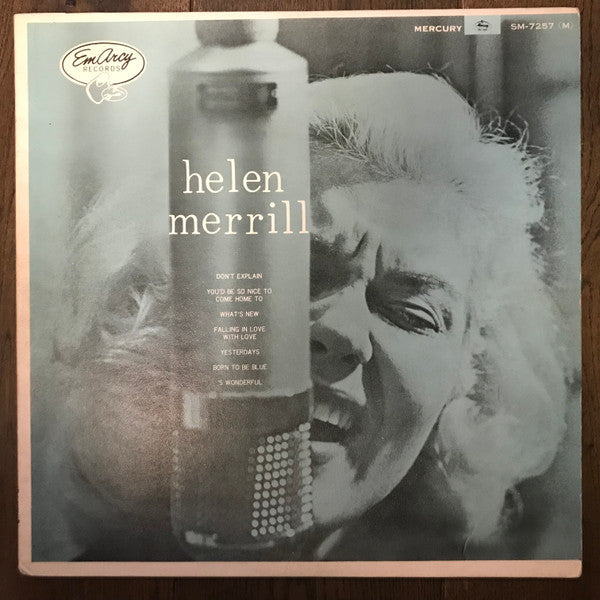 EmArcy
RECORDS
MERCURY
SM-7257 (M)
helen
merrill
DON'T EXPLAIN
YOU'D BE SO NICE TO
COME HOME TO
WHAT'S NEW
FALLING IN LOVE
WITH LOVE
YESTERDAYS
BORN TO BE BLUE
'S WONDERFUL